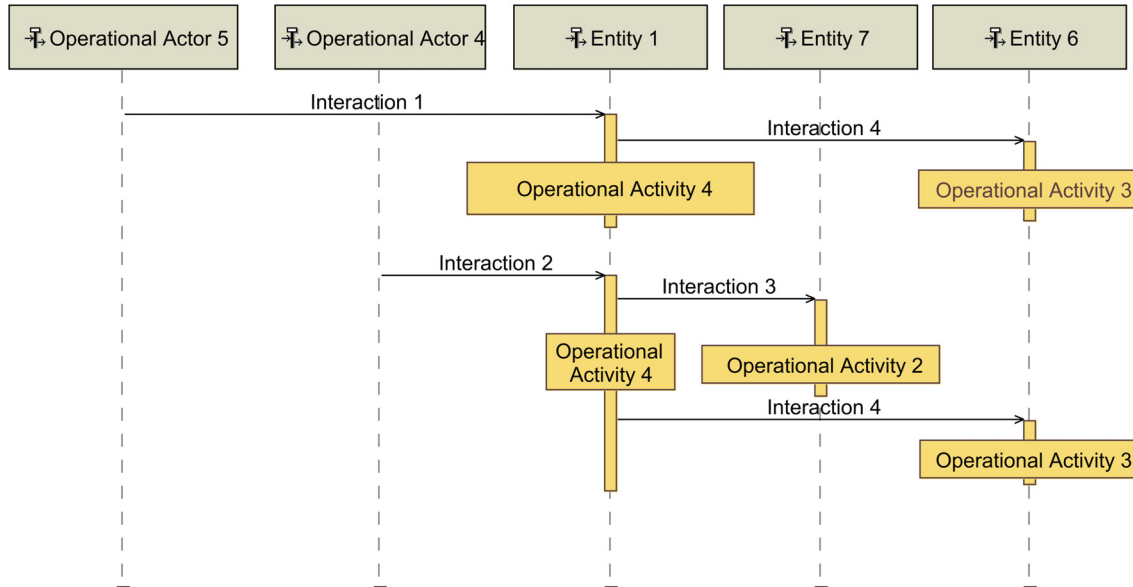 Operational Actor 5
Operational Actor 4
Entity 1
Entity 7
Entity 6
Interaction 1
Interaction 4
Operational Activity 4
Operational Activity 3
Interaction 2
Interaction 3
Operational
Activity 4
Operational Activity 2
Interaction 4
Operational Activity 3